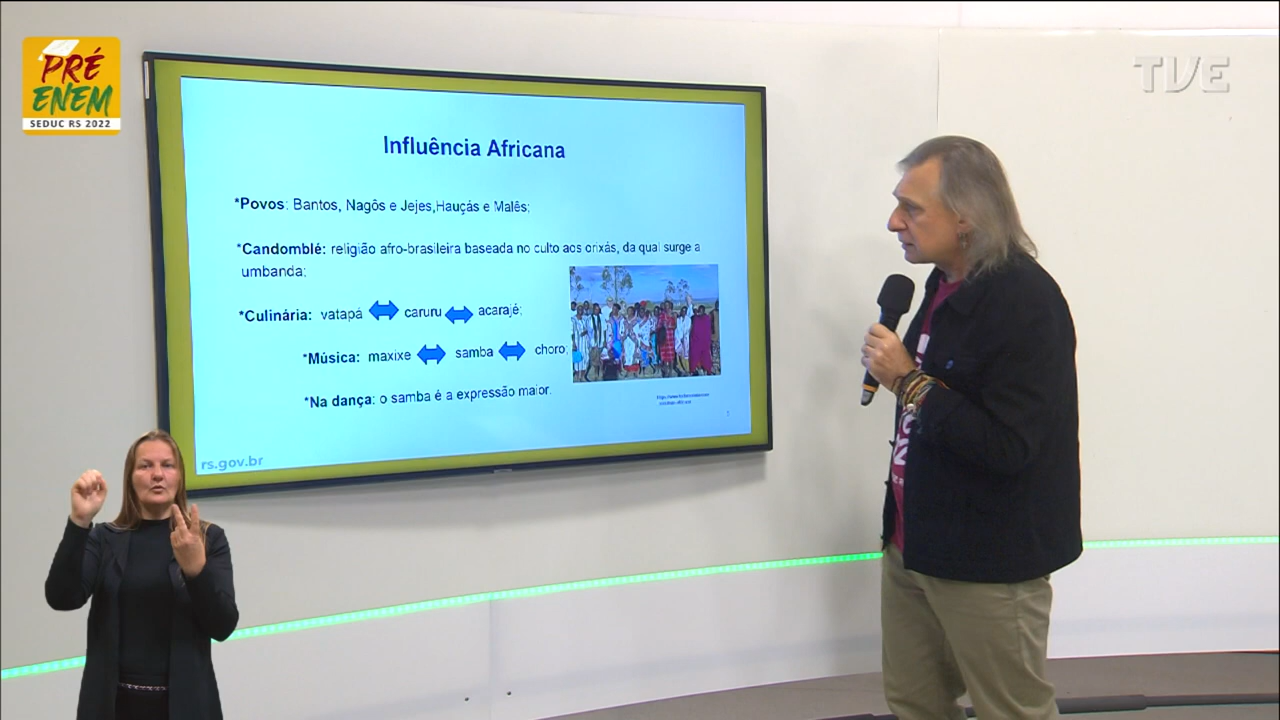 PRÉ
ENEM
SEDUC RS 2022
TVE
Influência Africana
*Povos: Bantos, Nagôs e Jejes,Hauçás e Malês;
*Candomblé: religião afro-brasileira baseada no culto aos orixás, da qual surge a
umbanda;
*Culinária: vatapá caruru acarajé;
*Música: maxixe samba choro;
*Na dança: o samba é a expressão maior.
rs.gov.br